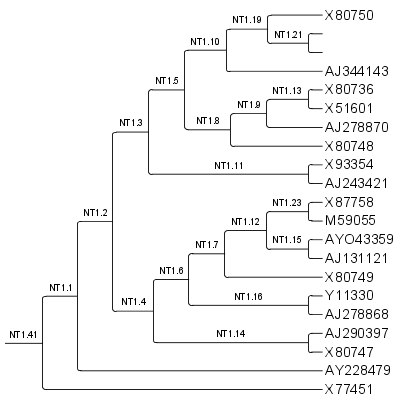 NT1.19
X80750
NT1.21
NT1.10
AJ344143
NT1.5
NT1.13
X80736
NT1.9
X51601
NT1.3
NT1.8
AJ278870
X80748
NT1.11
X93354
AJ243421
NT1.2
NT1.23
X87758
NT1.12
M59055
NT1.15
AYO43359
NT1.7
AJ131121
NT1.6
X80749
NT1.1
NT1.16
Y11330
NT1.4
AJ278868
NT1.14
AJ290397
NT1.41
X80747
AY228479
X77451